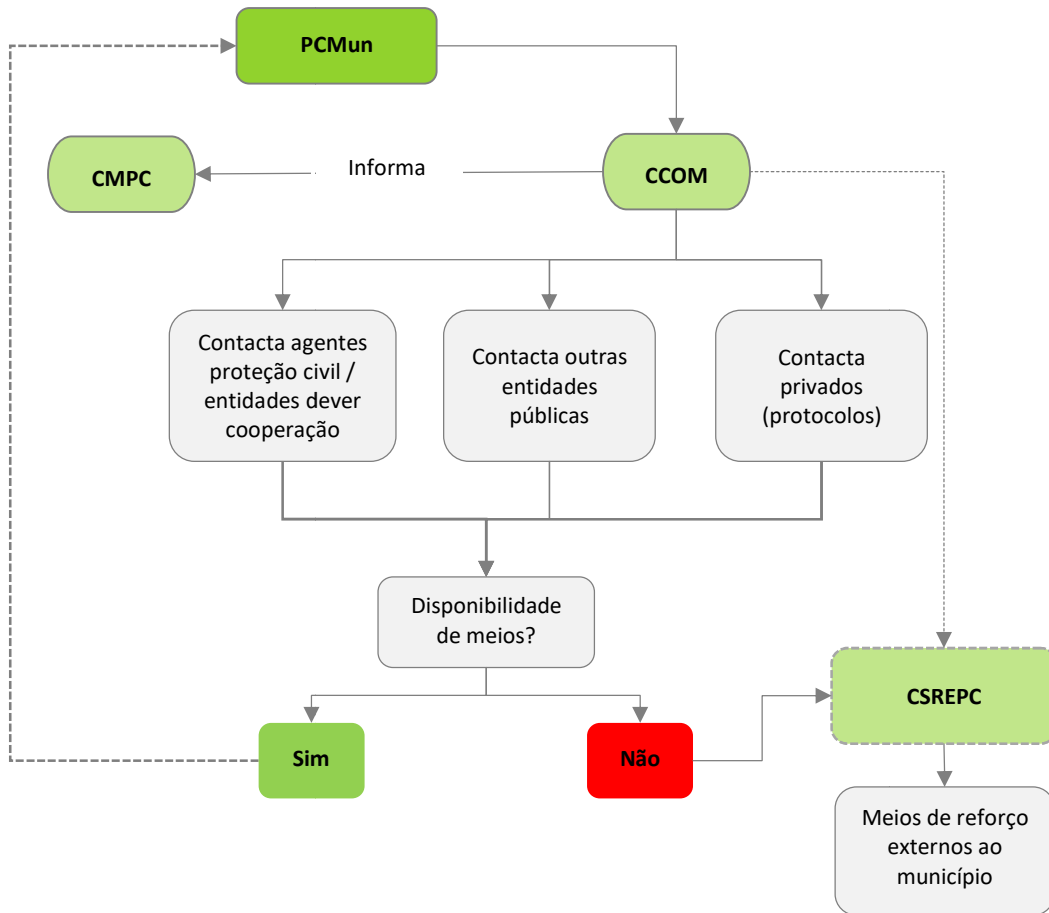 PCMun
CMPC
Informa
CCOM
Contacta agentes
proteção civil /
entidades dever
cooperação
Contacta outras
entidades
públicas
Contacta
privados
(protocolos)
Disponibilidade
de meios?
CSREPC
Sim
Não
Meios de reforço
externos ao
município